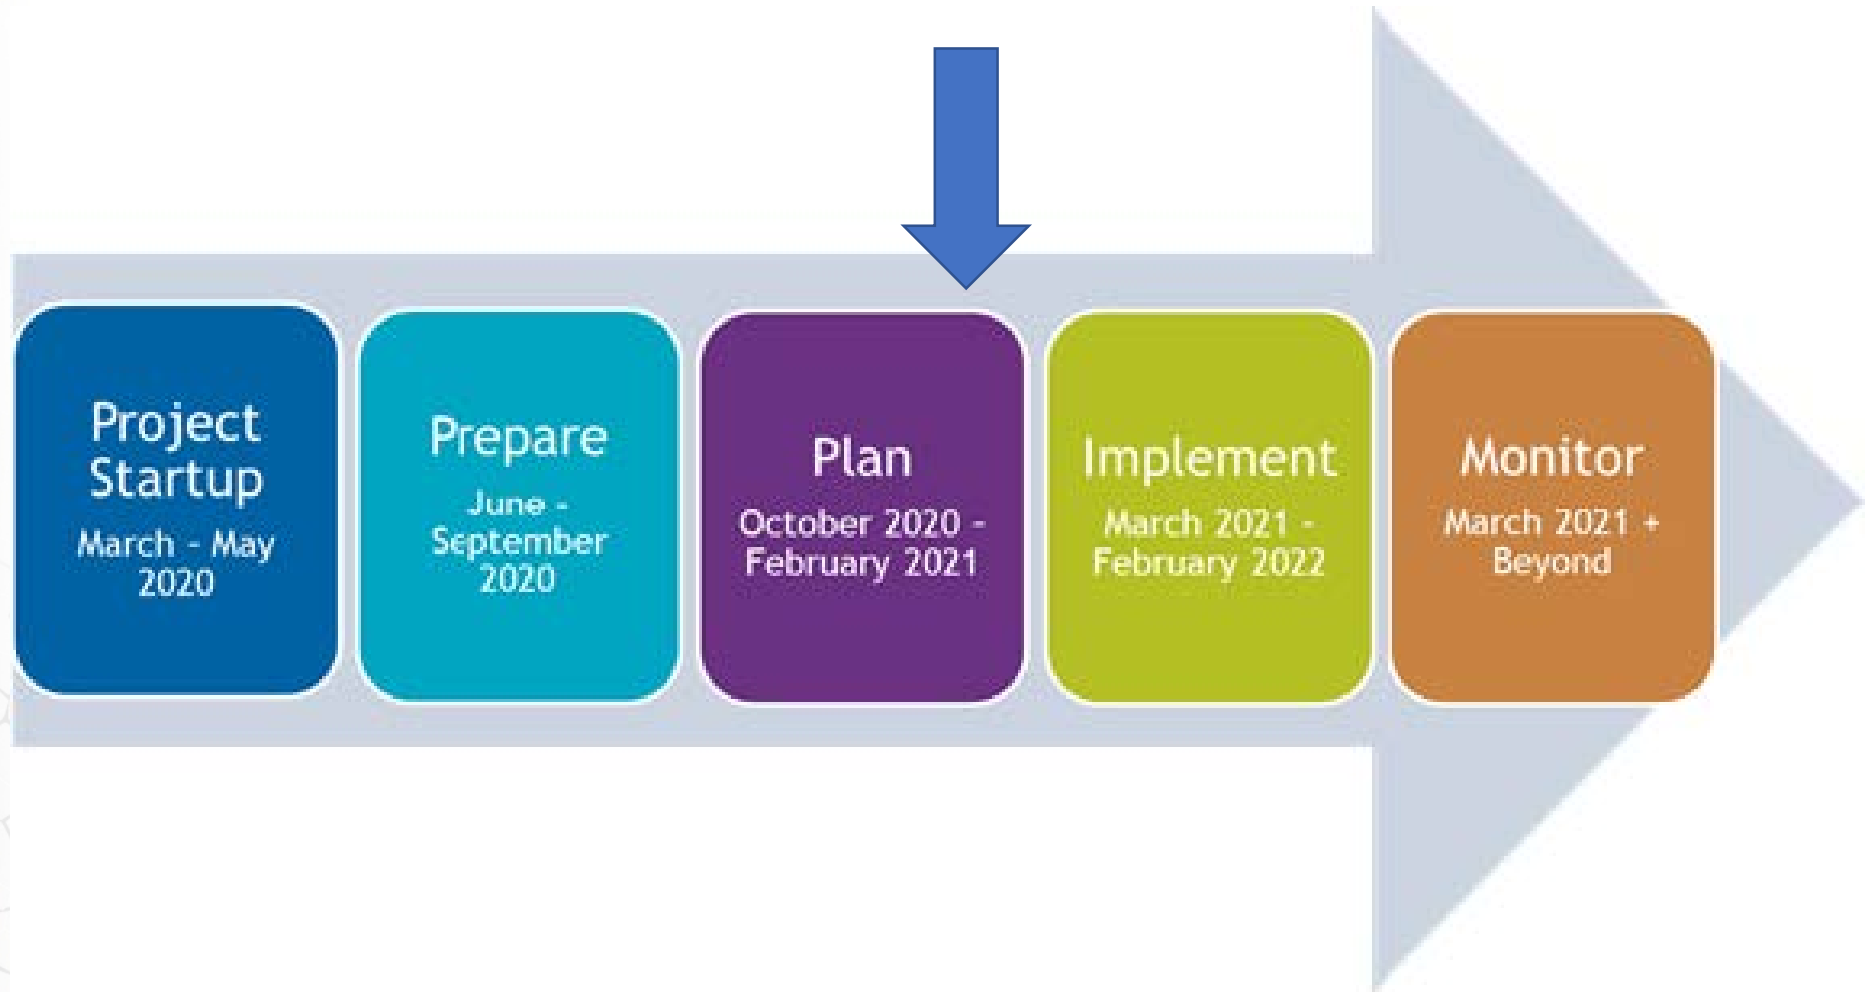 Project
Startup
March - May
2020
Prepare
June -
September
2020
Plan
October 2020 -
February 2021
Implement
March 2021 -
February 2022
Monitor
March 2021 +
Beyond